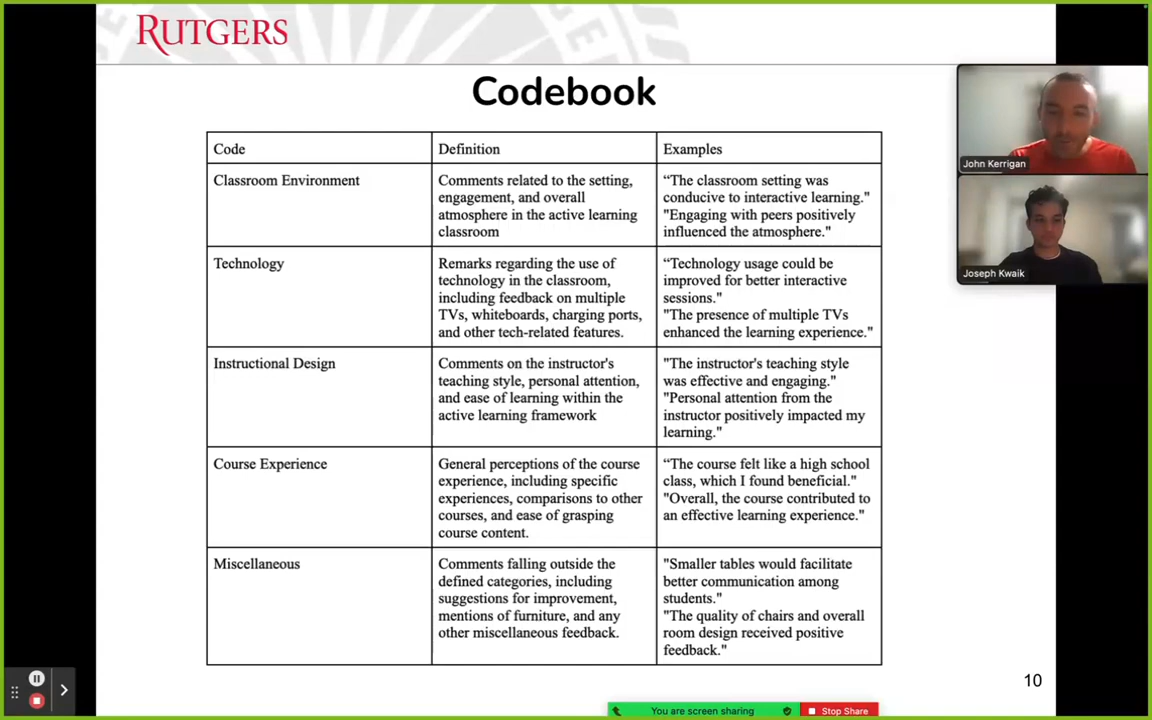 RUTGERS
Codebook
Code
Definition
Examples
Classroom Environment
Comments related to the setting,
engagement, and overall
atmosphere in the active learning
classroom
“The classroom setting was
conducive to interactive learning."
"Engaging with peers positively
influenced the atmosphere."
Technology
Remarks regarding the use of
technology in the classroom,
including feedback on multiple
TVs, whiteboards, charging ports,
and other tech-related features.
“Technology usage could be
improved for better interactive
sessions."
"The presence of multiple TVs
enhanced the learning experience."
Instructional Design
Comments on the instructor's
teaching style, personal attention,
and ease of learning within the
active learning framework
"The instructor's teaching style
was effective and engaging."
"Personal attention from the
instructor positively impacted my
learning."
Course Experience
General perceptions of the course
experience, including specific
experiences, comparisons to other
courses, and ease of grasping
course content.
“The course felt like a high school
class, which I found beneficial."
"Overall, the course contributed to
an effective learning experience."
Miscellaneous
Comments falling outside the
defined categories, including
suggestions for improvement,
mentions of furniture, and any
other miscellaneous feedback.
"Smaller tables would facilitate
better communication among
students."
"The quality of chairs and overall
room design received positive
feedback."
10
John Kerrigan
Joseph Kwaik
You are screen sharing
Stop Share